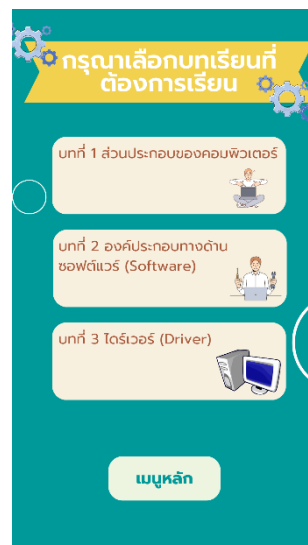 กรุณาเลือกบทเรียนที่
ต้องการเรียน
บทที่ 1 ส่วนประกอบของคอมพิวเตอร์
บทที่ 2 องค์ประกอบทางด้าน
ซอฟต์แวร์ (Software)
บทที่ 3 ไดร์เวอร์ (Driver)
เมนูหลัก